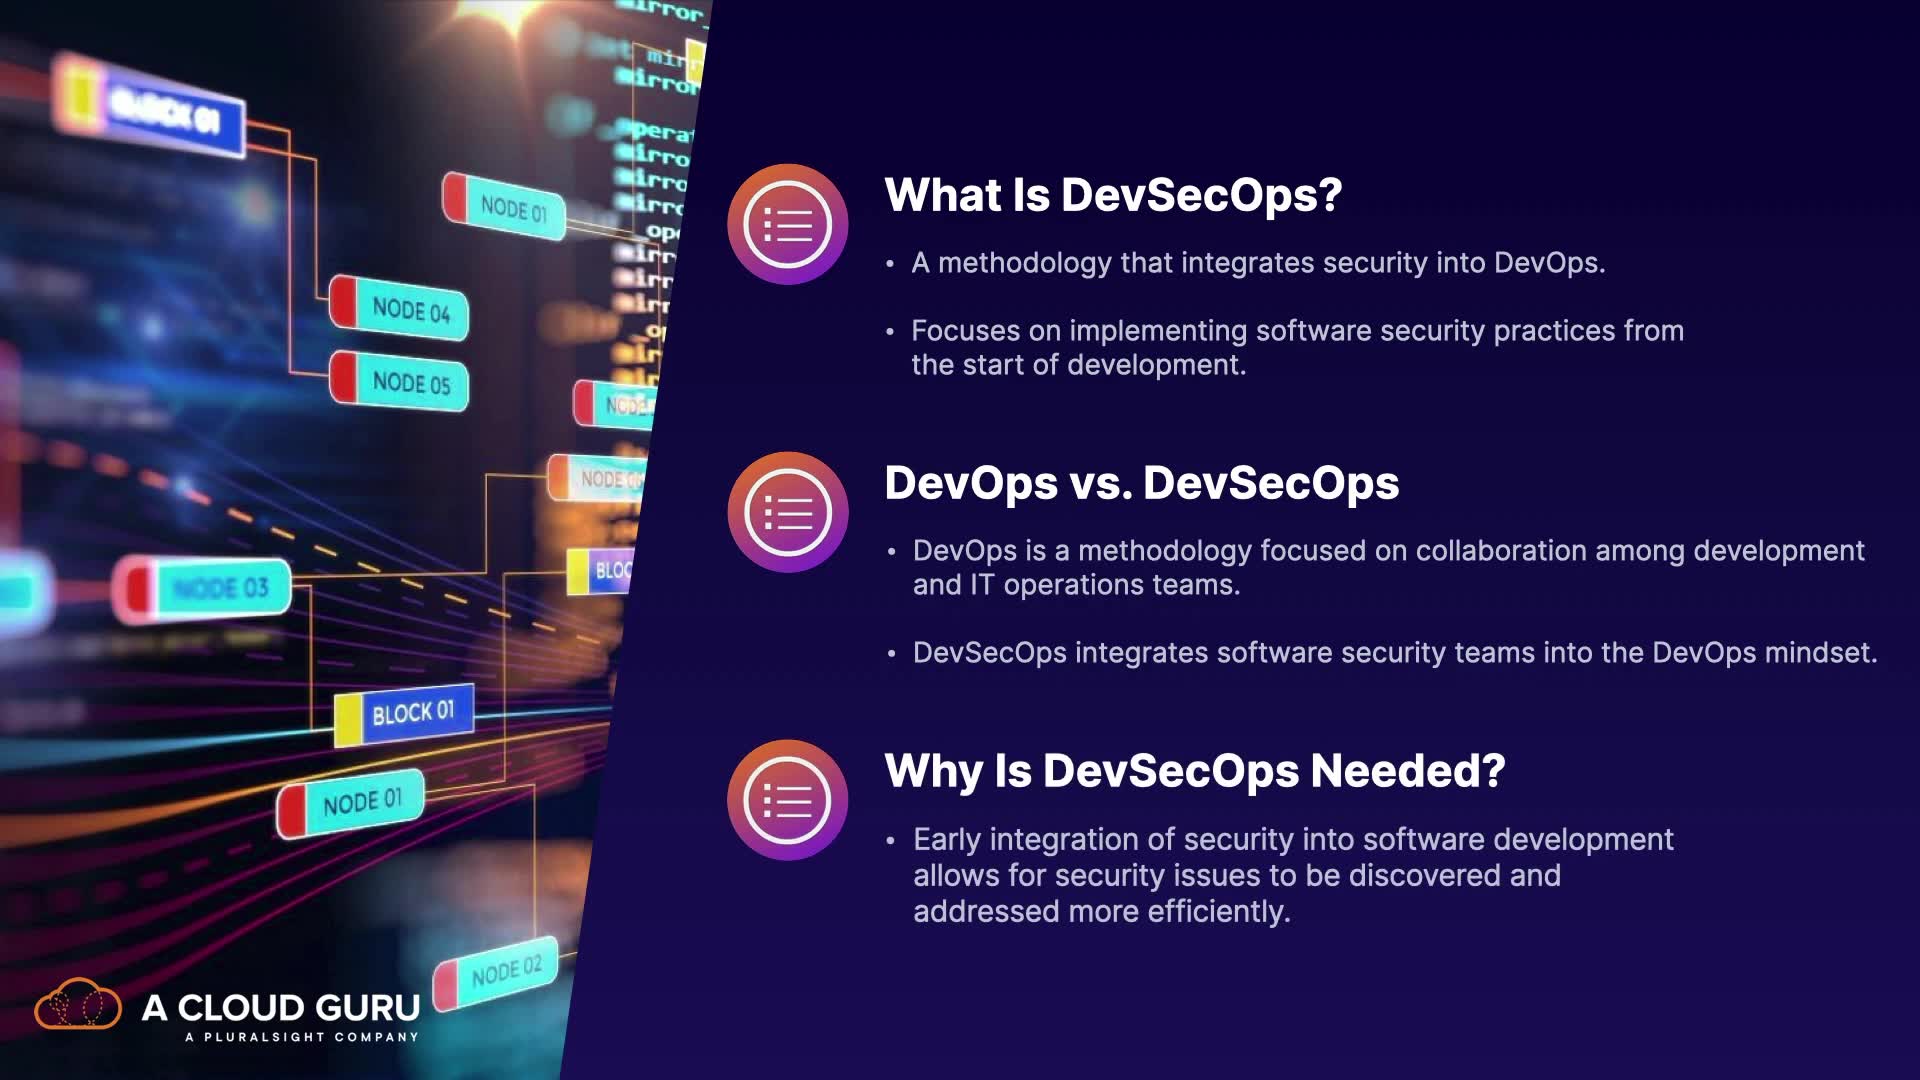 What Is DevSecOps?
• A methodology that integrates security into DevOps.
• Focuses on implementing software security practices from
the start of development.
DevOps vs. DevSecOps
• DevOps is a methodology focused on collaboration among development
and IT operations teams.
• DevSecOps integrates software security teams into the DevOps mindset.
Why Is DevSecOps Needed?
• Early integration of security into software development
allows for security issues to be discovered and
addressed more efficiently.
BLOCK 01
NODE 01
NODE 04
NODE 05
NODE 03
BLOCK 01
NODE 01
NODE 02
A CLOUD GURU
A PLURALSIGHT COMPANY